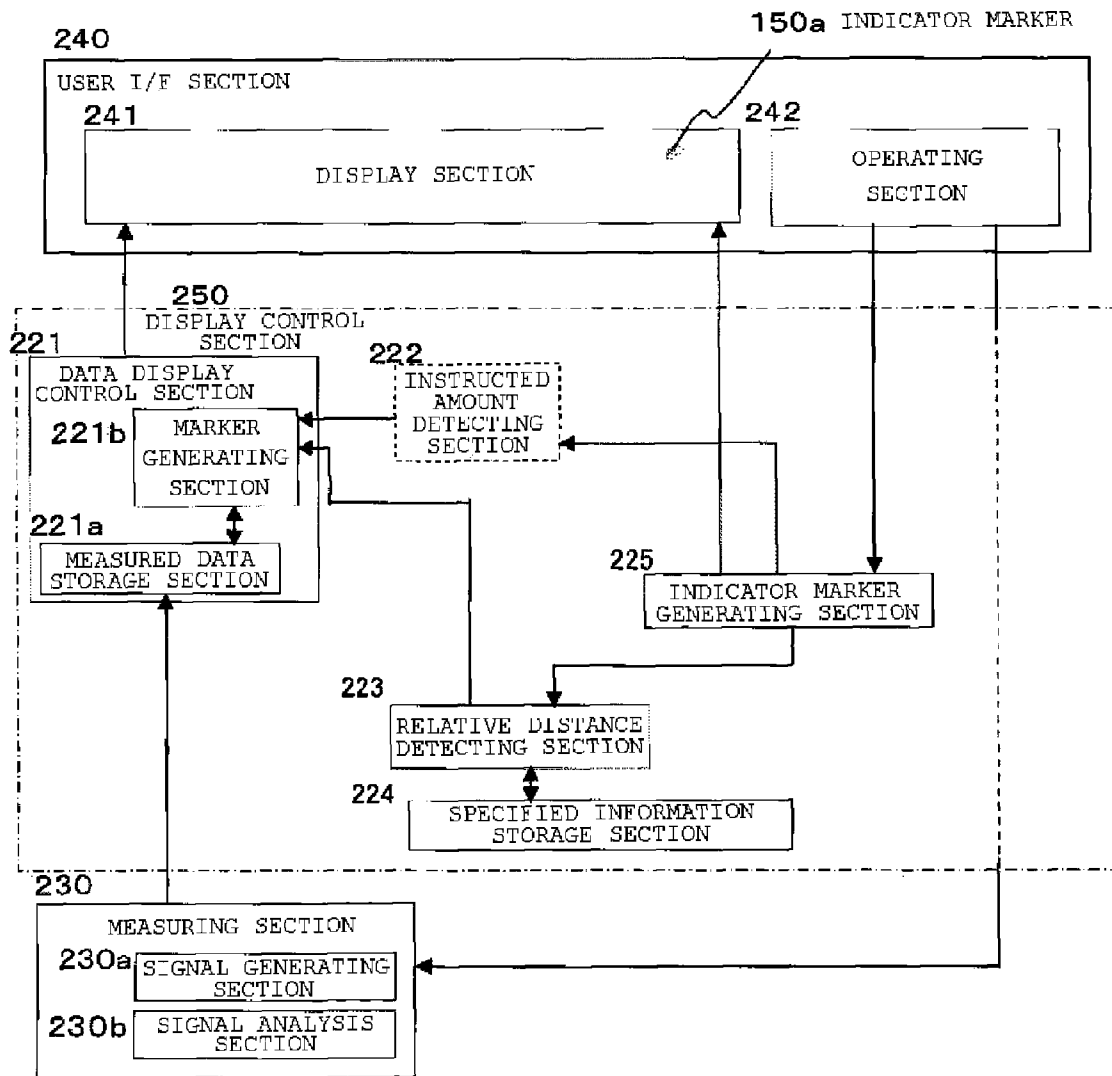 150a INDICATOR MARKER
240
USER I/F SECTION
241
242
DISPLAY SECTION
OPERATING
SECTION
250
DISPLAY CONTROL
SECTION
221
DATA DISPLAY
CONTROL SECTION
222
INSTRUCTED
AMOUNT
DETECTING
SECTION
221b
MARKER
GENERATING
SECTION
221a
MEASURED DATA
STORAGE SECTION
225
INDICATOR MARKER
GENERATING SECTION
223
RELATIVE DISTANCE
DETECTING SECTION
224
SPECIFIED INFORMATION
STORAGE SECTION
230
MEASURING SECTION
230a
SIGNAL GENERATING
SECTION
230b
SIGNAL ANALYSIS
SECTION